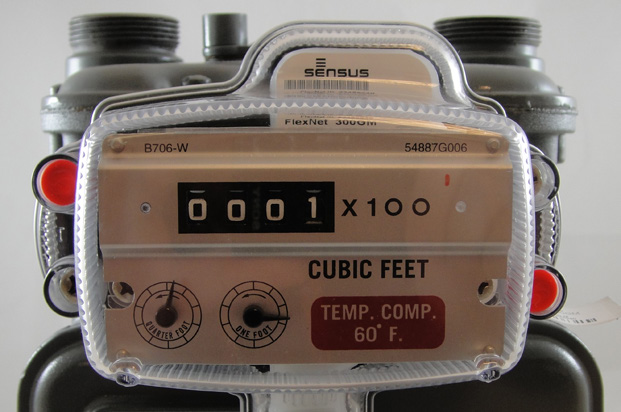 SENSUS
FlexNet 300GM
B706-W 54887G006
0001 X100
CUBIC FEET
QUARTER FOOT
ONE FOOT
TEMP. COMP.
60° F.